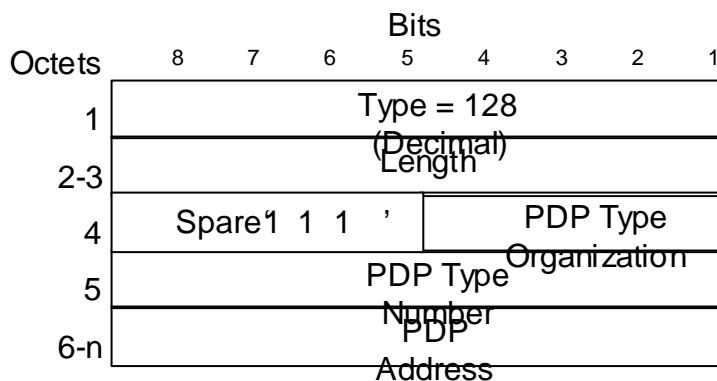 Bits
Octets 8 7 6 5 4 3 2 1
1 Type = 128
(Decimal)
2-3 Length
4 Spare‘1 1 1 ’ PDP Type
Organization
5 PDP Type
Number
6-n PDP
Address